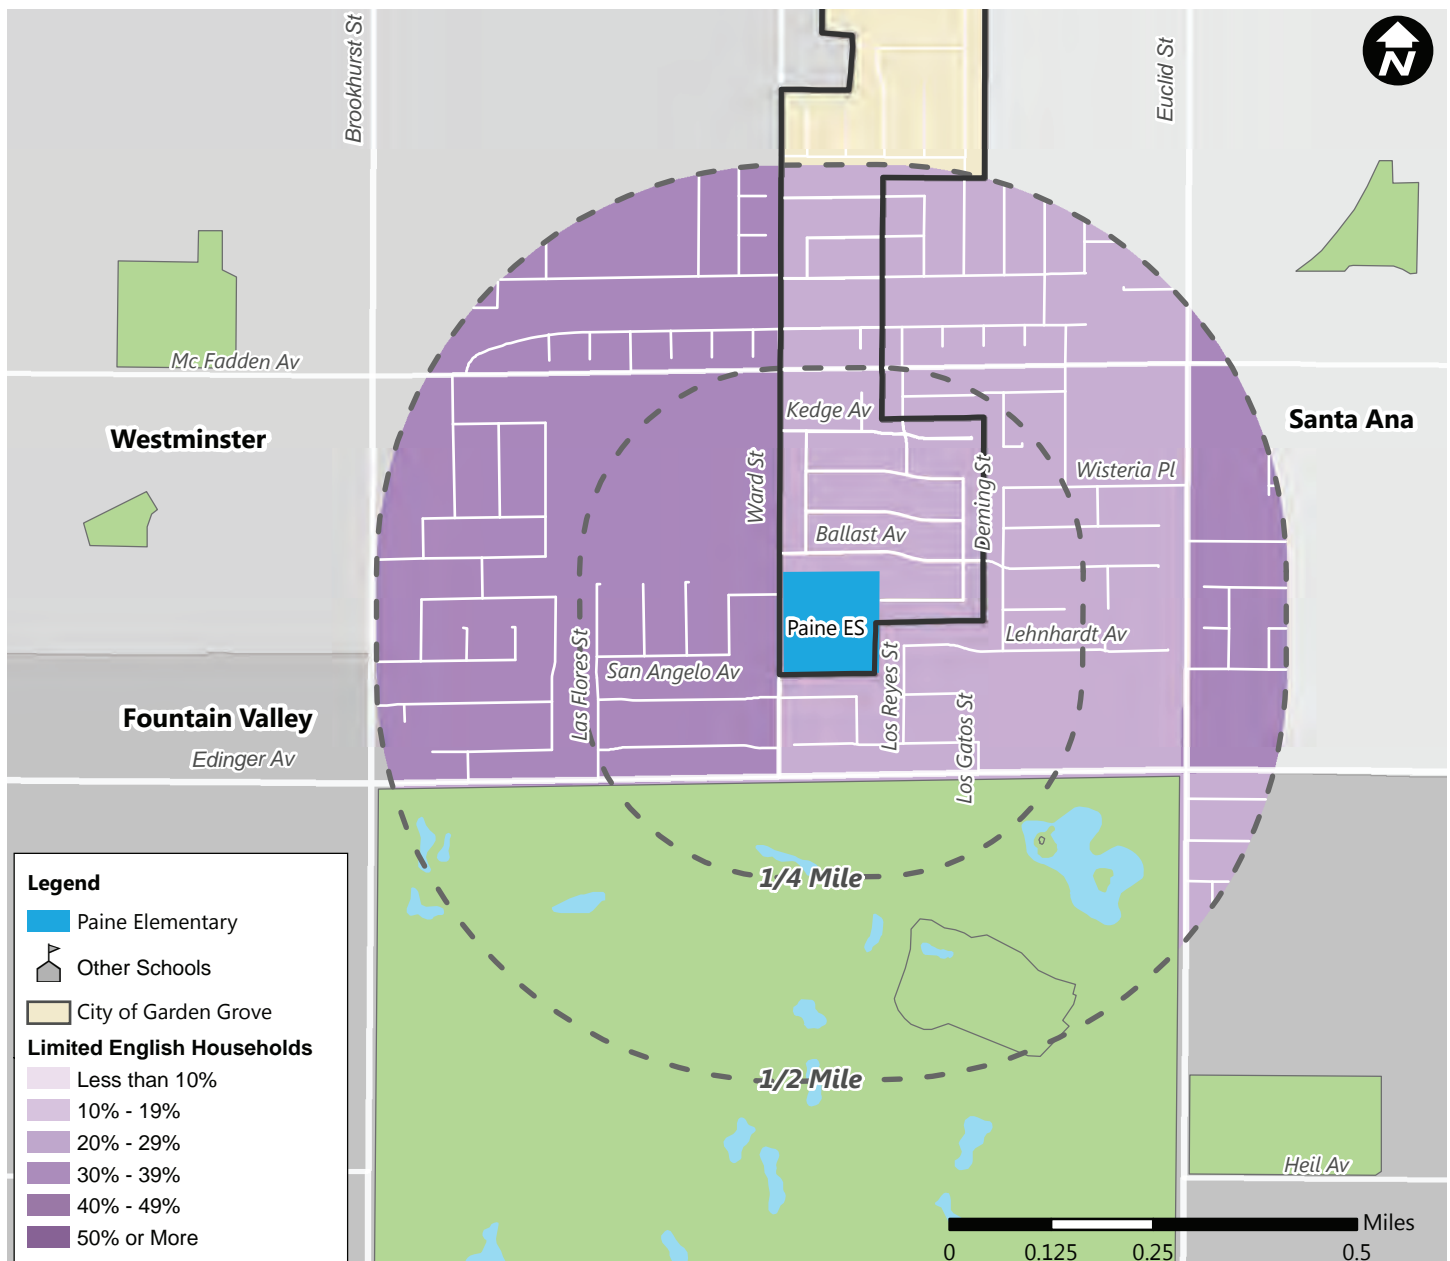 Brookhurst St
Euclid St
N
Mc Fadden Av
Westminster
Kedge Av
Santa Ana
Ward St
Deming St
Wisteria Pl
Ballast Av
Paine ES
Lehnhardt Av
Las Flores St
San Angelo Av
Los Reyes St
Los Gatos St
Fountain Valley
Edinger Av
1/4 Mile
1/2 Mile
Heil Av
Legend
Paine Elementary
Other Schools
City of Garden Grove
Limited English Households
Less than 10%
10% - 19%
20% - 29%
30% - 39%
40% - 49%
50% or More
Miles
0 0.125 0.25 0.5